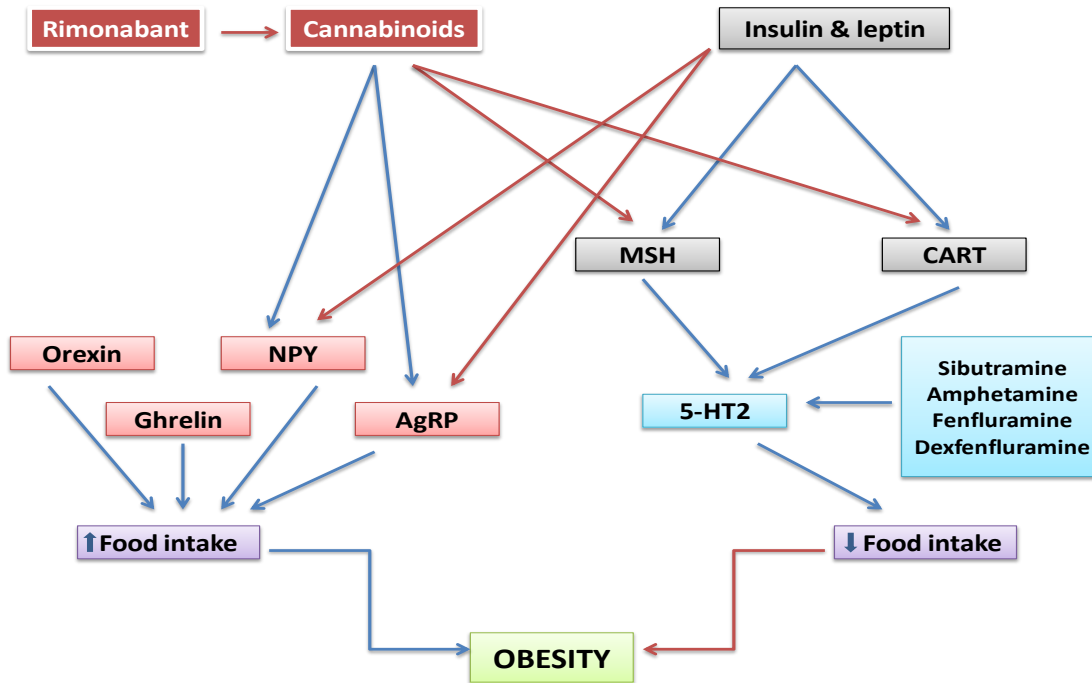 Rimonabant
Cannabinoids
Insulin & leptin
MSH
CART
Orexin
NPY
Ghrelin
AgRP
5-HT2
Sibutramine
Amphetamine
Fenfluramine
Dexfenfluramine
⬆Food intake
⬇ Food intake
OBESITY